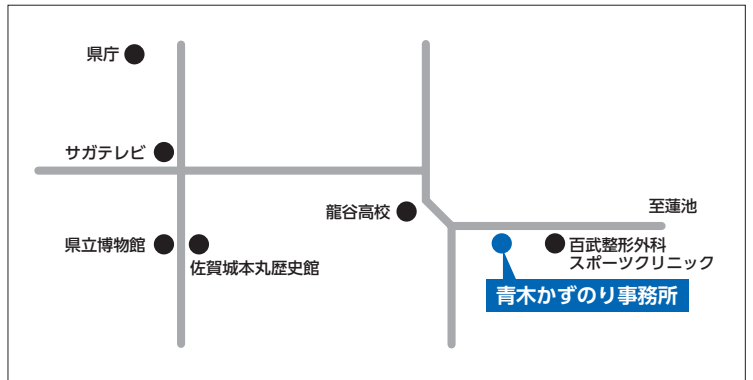 県庁
サガテレビ
龍谷高校
至蓮池
県立博物館
佐賀城本丸歴史館
百武整形外科
スポーツクリニック
青木かずのり事務所